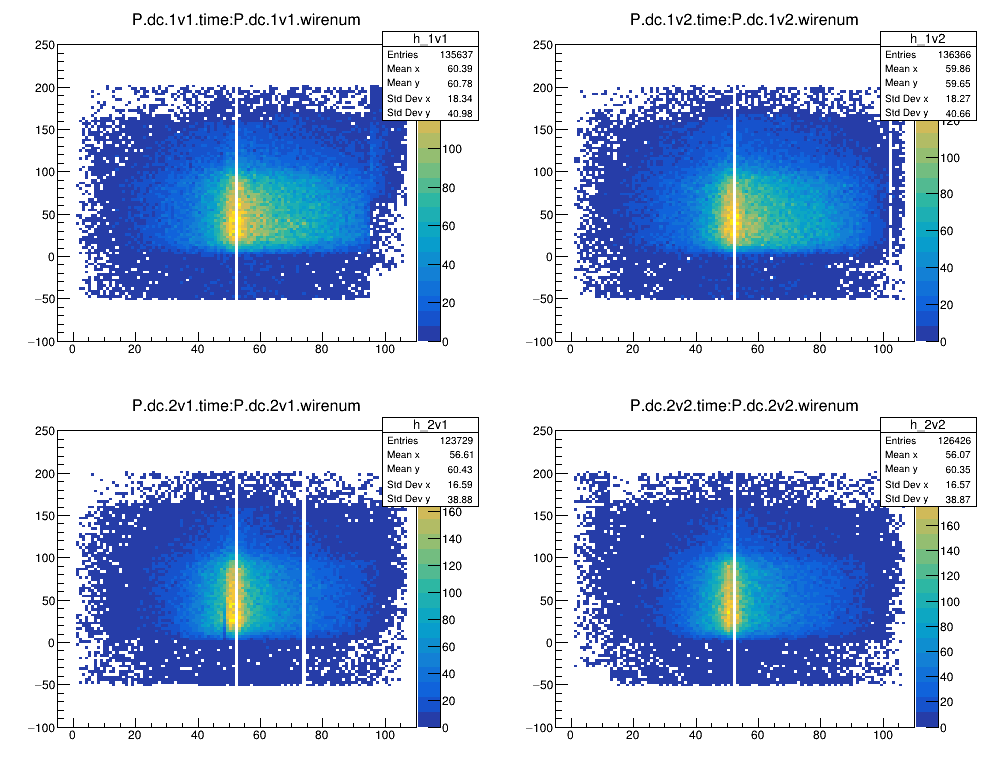 P.dc.1v1.time:P.dc.1v1.wirenum
h_1v1
Entries 135637
Mean x 60.39
Mean y 60.78
Std Dev x 18.34
Std Dev y 40.98
250
200
150
100
50
0
−50
−100
0 20 40 60 80 100
100
80
60
40
20
0
P.dc.1v2.time:P.dc.1v2.wirenum
h_1v2
Entries 136366
Mean x 59.86
Mean y 59.65
Std Dev x 18.27
Std Dev y 40.66
250
200
150
100
50
0
−50
−100
0 20 40 60 80 100
120
100
80
60
40
20
0
P.dc.2v1.time:P.dc.2v1.wirenum
h_2v1
Entries 123729
Mean x 56.61
Mean y 60.43
Std Dev x 16.59
Std Dev y 38.88
250
200
150
100
50
0
−50
−100
0 20 40 60 80 100
160
140
120
100
80
60
40
20
0
P.dc.2v2.time:P.dc.2v2.wirenum
h_2v2
Entries 126426
Mean x 56.07
Mean y 60.35
Std Dev x 16.57
Std Dev y 38.87
250
200
150
100
50
0
−50
−100
0 20 40 60 80 100
160
140
120
100
80
60
40
20
0